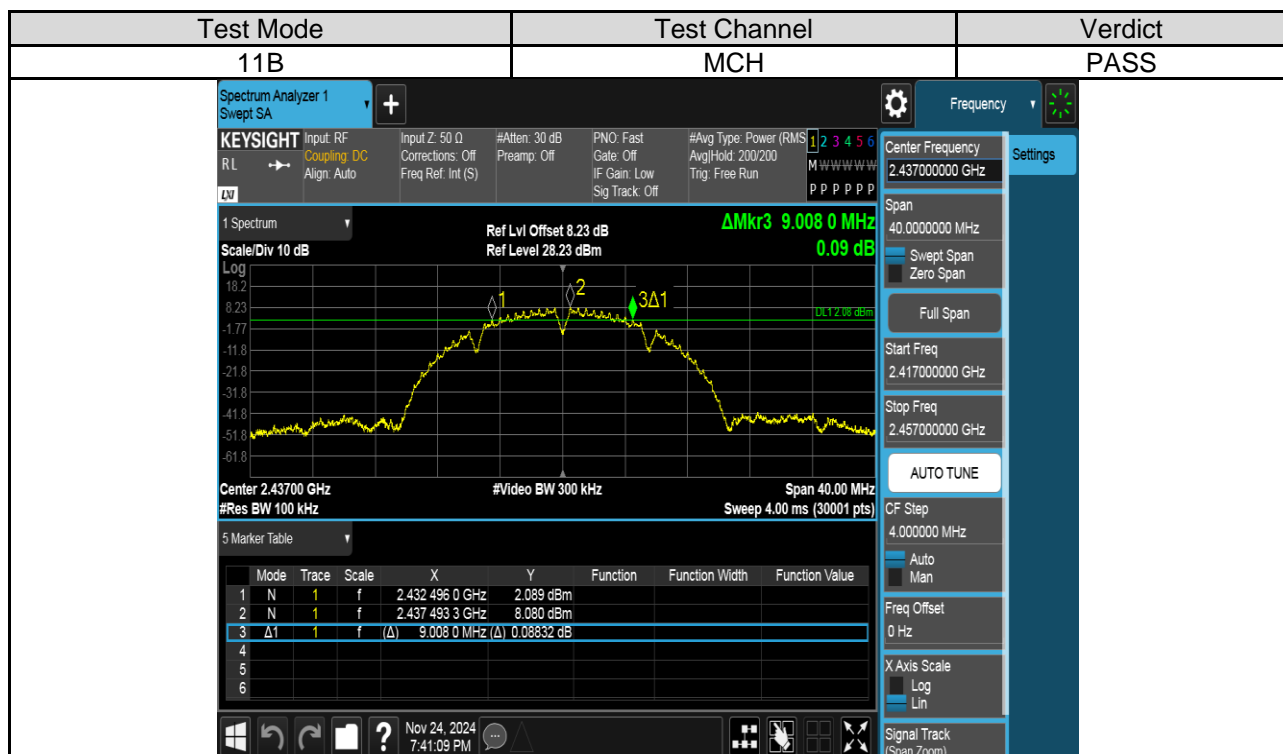 Test Mode Test Channel Verdict
11B MCH PASS
Spectrum Analyzer 1
Swept SA
+
Frequency
KEYSIGHT Input: RF Input Z: 50 Ω #Atten: 30 dB PNO: Fast #Avg Type: Power (RMS 1 2 3 4 5 6
RL Coupling: DC Corrections: Off Preamp: Off Gate: Off Avg|Hold: 200/200 M W W W W W
Align: Auto Freq Ref: Int (S) IF Gain: Low Trig: Free Run
LXI Sig Track: Off P P P P P P
1 Spectrum
Ref Lvl Offset 8.23 dB ΔMkr3 9.008 0 MHz
Scale/Div 10 dB Ref Level 28.23 dBm 0.09 dB
Log
18.2
8.23
-1.77
-11.8
-21.8
-31.8
-41.8
-51.8
-61.8
1 2 3Δ1
DL1 2.08 dBm
Center 2.43700 GHz #Video BW 300 kHz Span 40.00 MHz
#Res BW 100 kHz Sweep 4.00 ms (30001 pts)
5 Marker Table
Mode Trace Scale X Y Function Function Width Function Value
1 N 1 f 2.432 496 0 GHz 2.089 dBm
2 N 1 f 2.437 493 3 GHz 8.080 dBm
3 Δ1 1 f (Δ) 9.008 0 MHz (Δ) 0.08832 dB
4
5
6
Nov 24, 2024
7:41:09 PM
Settings
Center Frequency
2.437000000 GHz
Span
40.0000000 MHz
Swept Span
Zero Span
Full Span
Start Freq
2.417000000 GHz
Stop Freq
2.457000000 GHz
AUTO TUNE
CF Step
4.000000 MHz
Auto
Man
Freq Offset
0 Hz
X Axis Scale
Log
Lin
Signal Track
(Span Zoom)